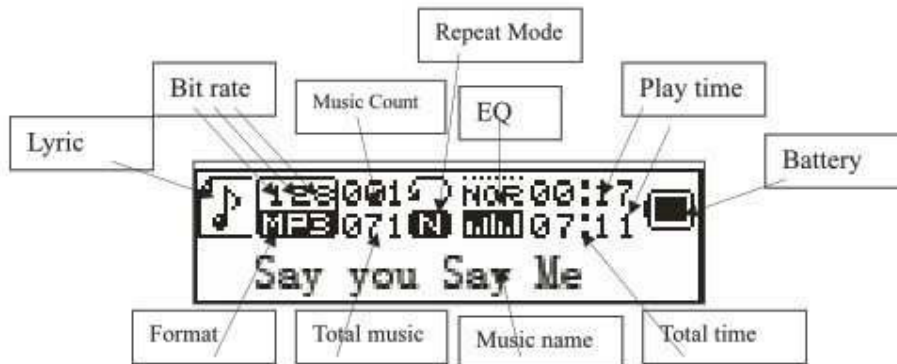 Repeat Mode
Bit rate
Music Count
EQ
Play time
Lyric
Battery
128 001 NOR 00:17
MP3 071 N 07:11
Say you Say Me
Format
Total music
Music name
Total time